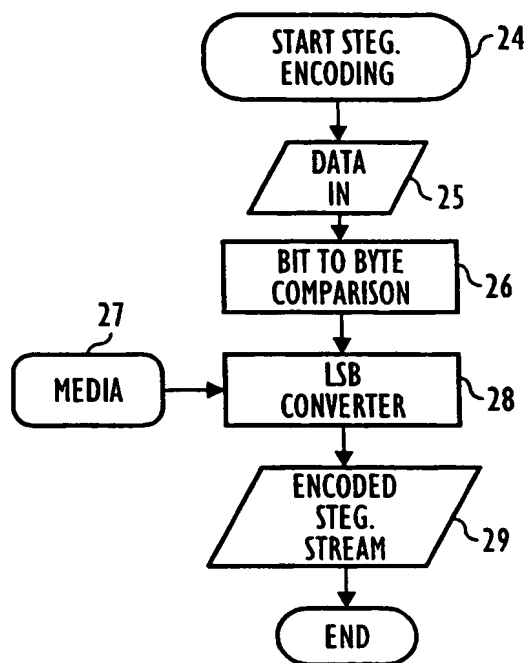 START STEG.
ENCODING
24
DATA
IN
25
BIT TO BYTE
COMPARISON
26
27
MEDIA
LSB
CONVERTER
28
ENCODED
STEG.
STREAM
29
END